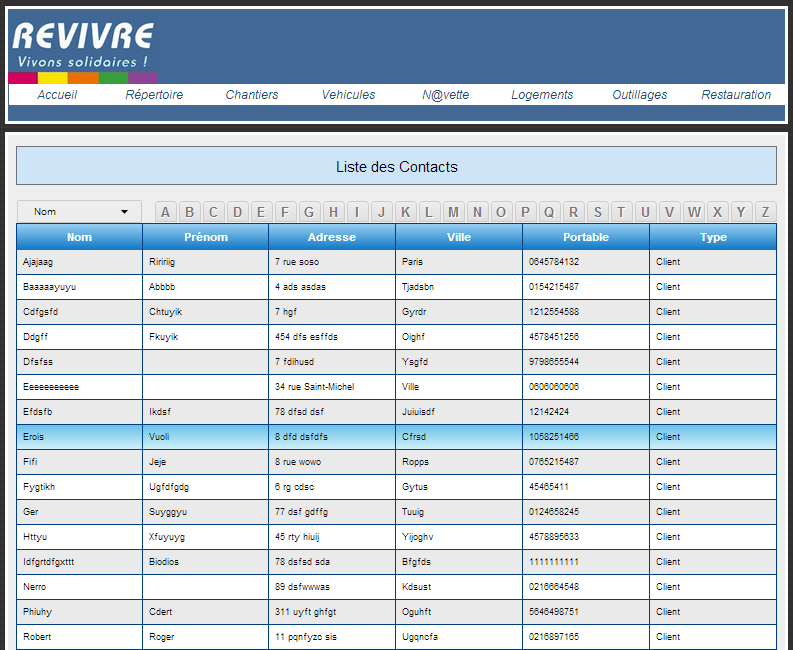 REVIVRE
Vivons solidaires !
Accueil Répertoire Chantiers Vehicules N@vette Logements Outillages Restauration
Liste des Contacts
Nom A B C D E F G H I J K L M N O P Q R S T U V W X Y Z
Nom Prénom Adresse Ville Portable Type
Ajajaag Riririig 7 rue soso Paris 0645784132 Client
Baaaaayuyu Abbbb 4 ads asdas Tjadsbn 0154215487 Client
Cdfgsfd Chtuyik 7 hgf Gyrdr 1212554588 Client
Ddgff Fkuyik 454 dfs esffds Oighf 4578451256 Client
Dfsfss 7 fdihusd Ysgfd 9798655544 Client
Eeeeeeeeeee 34 rue Saint-Michel Ville 0606060606 Client
Efdsfb Ikdsf 78 dfsd dsf Juiuisdf 12142424 Client
Erois Vuoli 8 dfd dsfdfs Cfrsd 1058251466 Client
Fifi Jeje 8 rue wowo Ropps 0765215487 Client
Fygtikh Ugfdfgdg 6 rg cdsc Gytus 45465411 Client
Ger Suyggyu 77 dsf gdffg Tuuig 0124658245 Client
Httyu Xfuyuyg 45 rty hiuij Yijoghv 4578895633 Client
Idfgrtdfgxttt Biodios 78 dsfsd sda Bfgfds 1111111111 Client
Nerro 89 dsfwwwas Kdsust 0216664548 Client
Phiuhy Cdert 311 uyft ghfgt Oguhft 5646498751 Client
Robert Roger 11 pqnfyzc sis Ugqncfa 0216897165 Client